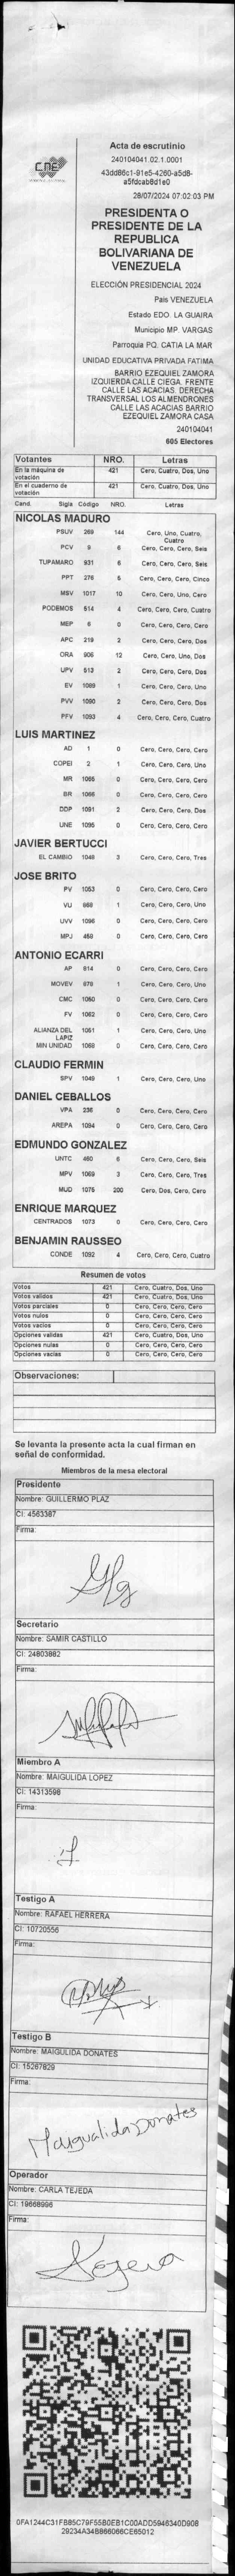 CNE
Acta de escrutinio
240104041.02.1.0001
43dd86c1-91e5-4260-a5d8-
a5fdcab8d1e0
28/07/2024 07:02:03 PM
PRESIDENTA O
PRESIDENTE DE LA
REPUBLICA
BOLIVARIANA DE
VENEZUELA
ELECCIÓN PRESIDENCIAL 2024
País VENEZUELA
Estado EDO. LA GUAIRA
Municipio MP. VARGAS
Parroquia PQ. CATIA LA MAR
UNIDAD EDUCATIVA PRIVADA FATIMA
BARRIO EZEQUIEL ZAMORA
IZQUIERDA CALLE CIEGA. FRENTE
CALLE LAS ACACIAS. DERECHA
TRANSVERSAL LOS ALMENDRONES
CALLE LAS ACACIAS BARRIO
EZEQUIEL ZAMORA CASA
240104041
605 Electores
Votantes NRO. Letras
En la máquina de votación 421 Cero, Cuatro, Dos, Uno
En el cuaderno de votación 421 Cero, Cuatro, Dos, Uno
Cand. Sigla Código NRO. Letras
NICOLAS MADURO
PSUV 269 144 Cero, Uno, Cuatro, Cuatro
PCV 9 6 Cero, Cero, Cero, Seis
TUPAMARO 931 6 Cero, Cero, Cero, Seis
PPT 276 5 Cero, Cero, Cero, Cinco
MSV 1017 10 Cero, Cero, Uno, Cero
PODEMOS 514 4 Cero, Cero, Cero, Cuatro
MEP 6 0 Cero, Cero, Cero, Cero
APC 219 2 Cero, Cero, Cero, Dos
ORA 906 12 Cero, Cero, Uno, Dos
UPV 513 2 Cero, Cero, Cero, Dos
EV 1089 1 Cero, Cero, Cero, Uno
PVV 1090 2 Cero, Cero, Cero, Dos
PFV 1093 4 Cero, Cero, Cero, Cuatro
LUIS MARTINEZ
AD 1 0 Cero, Cero, Cero, Cero
COPEI 2 1 Cero, Cero, Cero, Uno
MR 1065 0 Cero, Cero, Cero, Cero
BR 1066 0 Cero, Cero, Cero, Cero
DDP 1091 2 Cero, Cero, Cero, Dos
UNE 1095 0 Cero, Cero, Cero, Cero
JAVIER BERTUCCI
EL CAMBIO 1048 3 Cero, Cero, Cero, Tres
JOSE BRITO
PV 1053 0 Cero, Cero, Cero, Cero
VU 868 1 Cero, Cero, Cero, Uno
UVV 1096 0 Cero, Cero, Cero, Cero
MPJ 458 0 Cero, Cero, Cero, Cero
ANTONIO ECARRI
AP 814 0 Cero, Cero, Cero, Cero
MOVEV 870 1 Cero, Cero, Cero, Uno
CMC 1050 0 Cero, Cero, Cero, Cero
FV 1062 0 Cero, Cero, Cero, Cero
ALIANZA DEL LAPIZ 1051 1 Cero, Cero, Cero, Uno
MIN UNIDAD 1068 0 Cero, Cero, Cero, Cero
CLAUDIO FERMIN
SPV 1049 1 Cero, Cero, Cero, Uno
DANIEL CEBALLOS
VPA 236 0 Cero, Cero, Cero, Cero
AREPA 1094 0 Cero, Cero, Cero, Cero
EDMUNDO GONZALEZ
UNTC 460 6 Cero, Cero, Cero, Seis
MPV 1069 3 Cero, Cero, Cero, Tres
MUD 1075 200 Cero, Dos, Cero, Cero
ENRIQUE MARQUEZ
CENTRADOS 1073 0 Cero, Cero, Cero, Cero
BENJAMIN RAUSSEO
CONDE 1092 4 Cero, Cero, Cero, Cuatro
Resumen de votos
Votos 421 Cero, Cuatro, Dos, Uno
Votos validos 421 Cero, Cuatro, Dos, Uno
Votos parciales 0 Cero, Cero, Cero, Cero
Votos nulos 0 Cero, Cero, Cero, Cero
Votos vacios 0 Cero, Cero, Cero, Cero
Opciones validas 421 Cero, Cuatro, Dos, Uno
Opciones nulas 0 Cero, Cero, Cero, Cero
Opciones vacias 0 Cero, Cero, Cero, Cero
Observaciones:
Se levanta la presente acta la cual firman en
señal de conformidad.
Miembros de la mesa electoral
Presidente
Nombre: GUILLERMO PLAZ
CI: 4563387
Firma:
Secretario
Nombre: SAMIR CASTILLO
CI: 24803882
Firma:
Miembro A
Nombre: MAIGULIDA LOPEZ
CI: 14313598
Firma:
Testigo A
Nombre: RAFAEL HERRERA
CI: 10720556
Firma:
Testigo B
Nombre: MAIGULIDA DONATES
CI: 15267829
Firma:
Maigualida Donates
Operador
Nombre: CARLA TEJEDA
CI: 19668996
Firma:
0FA1244C31FB85C79F55B0EB1C00ADD5946340D908
29234A34B866066CE65012